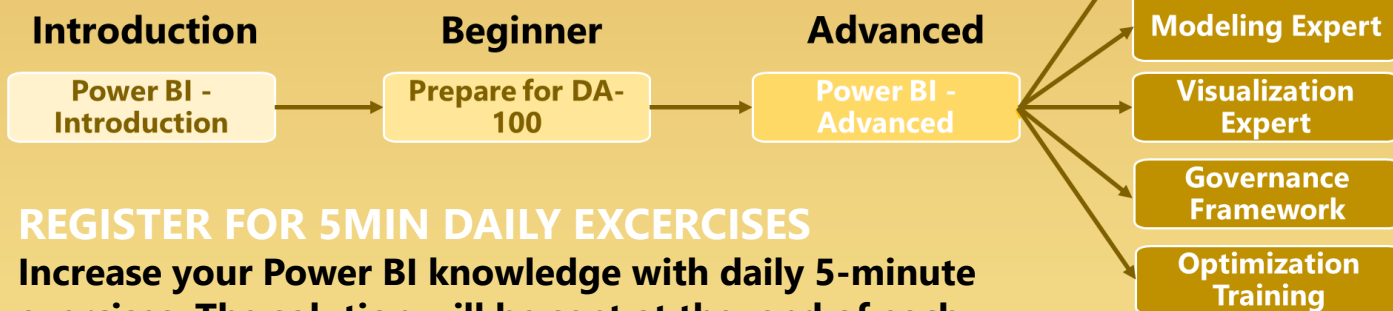 Introduction
Beginner
Advanced
Power BI -
Introduction
Prepare for DA-
100
Power BI -
Advanced
Modeling Expert
Visualization
Expert
Governance
Framework
Optimization
Training
REGISTER FOR 5MIN DAILY EXCERCISES
Increase your Power BI knowledge with daily 5-minute